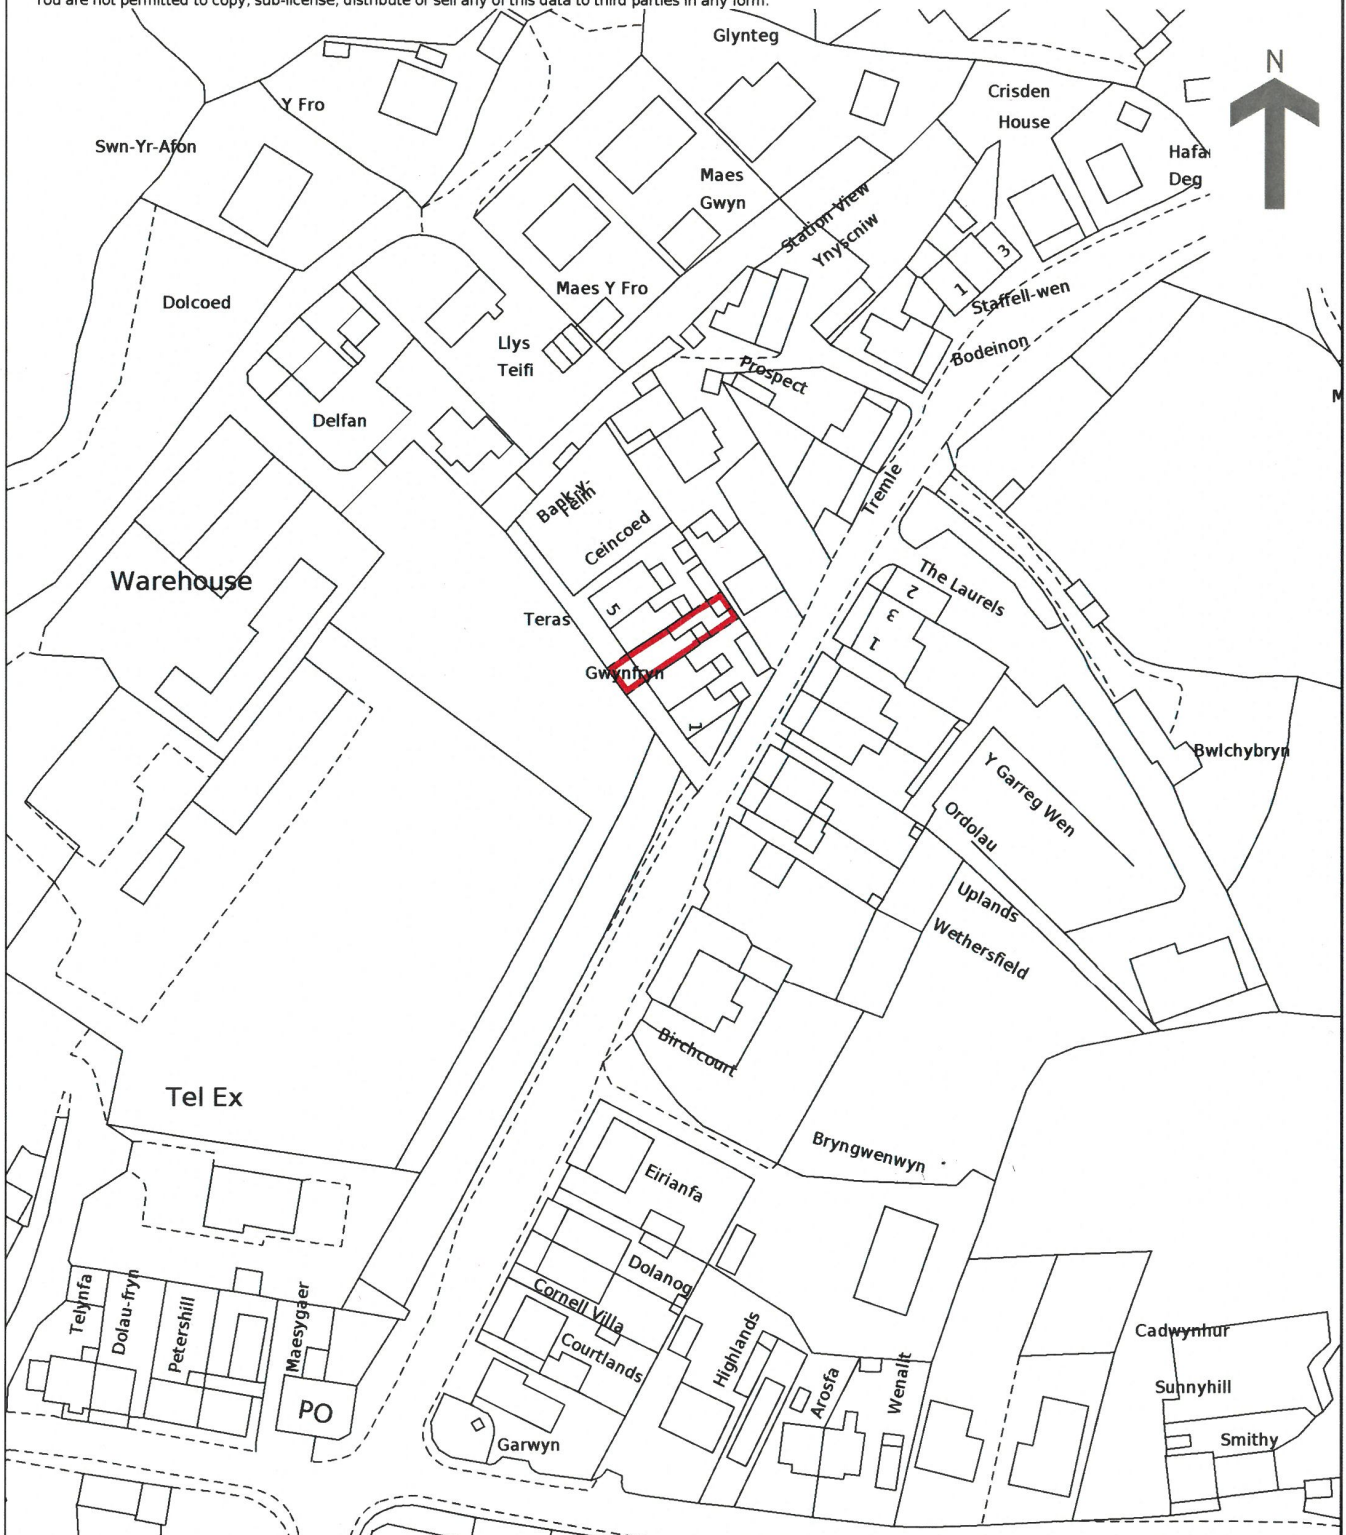 You are not permitted to copy, sub-license, distribute or sell any of this data to third parties in any form.
Glynteg
N
Crisden
House
Y Fro
Swn-Yr-Afon
Hafa
Deg
Maes
Gwyn
Station View
Ynysciw
3
1
Staffell-wen
Maes Y Fro
Dolcoed
Llys
Teifi
Bodeinon
Prospect
Delfan
M
Tremle
Bank-y-
Felin
Ceincoed
Warehouse
The Laurels
2
3
1
5
Teras
Gwynfryn
1
Bwlchybryn
Y Garreg Wen
Ordolau
Uplands
Wethersfield
Birchcourt
Tel Ex
Bryngwenwyn
Eirianfa
Dolanog
Cornell Villa
Courtlands
Telynfa
Dolau-fryn
Petershill
Maesygaer
Highlands
Arosfa
Wenallt
Cadwynhur
Sunnyhill
Smithy
PO
Garwyn